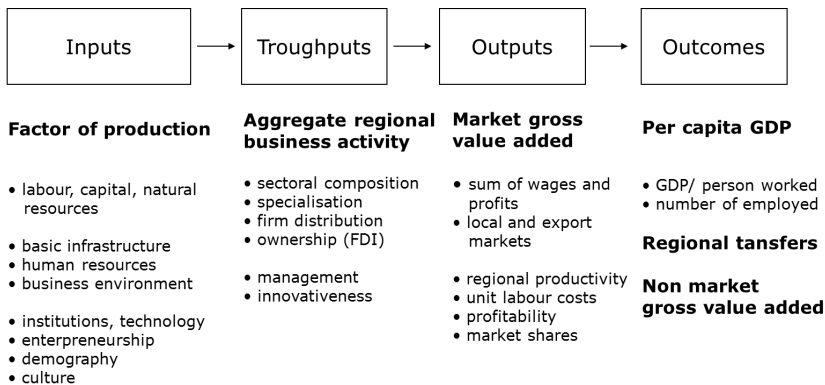 Inputs
Troughputs
Outputs
Outcomes
Factor of production
• labour, capital, natural
resources
• basic infrastructure
• human resources
• business environment
• institutions, technology
• enterpreneurship
• demography
• culture
Aggregate regional
business activity
• sectoral composition
• specialisation
• firm distribution
• ownership (FDI)
• management
• innovativeness
Market gross
value added
• sum of wages and
profits
• local and export
markets
• regional productivity
• unit labour costs
• profitability
• market shares
Per capita GDP
• GDP/ person worked
• number of employed
Regional tansfers
Non market
gross value added